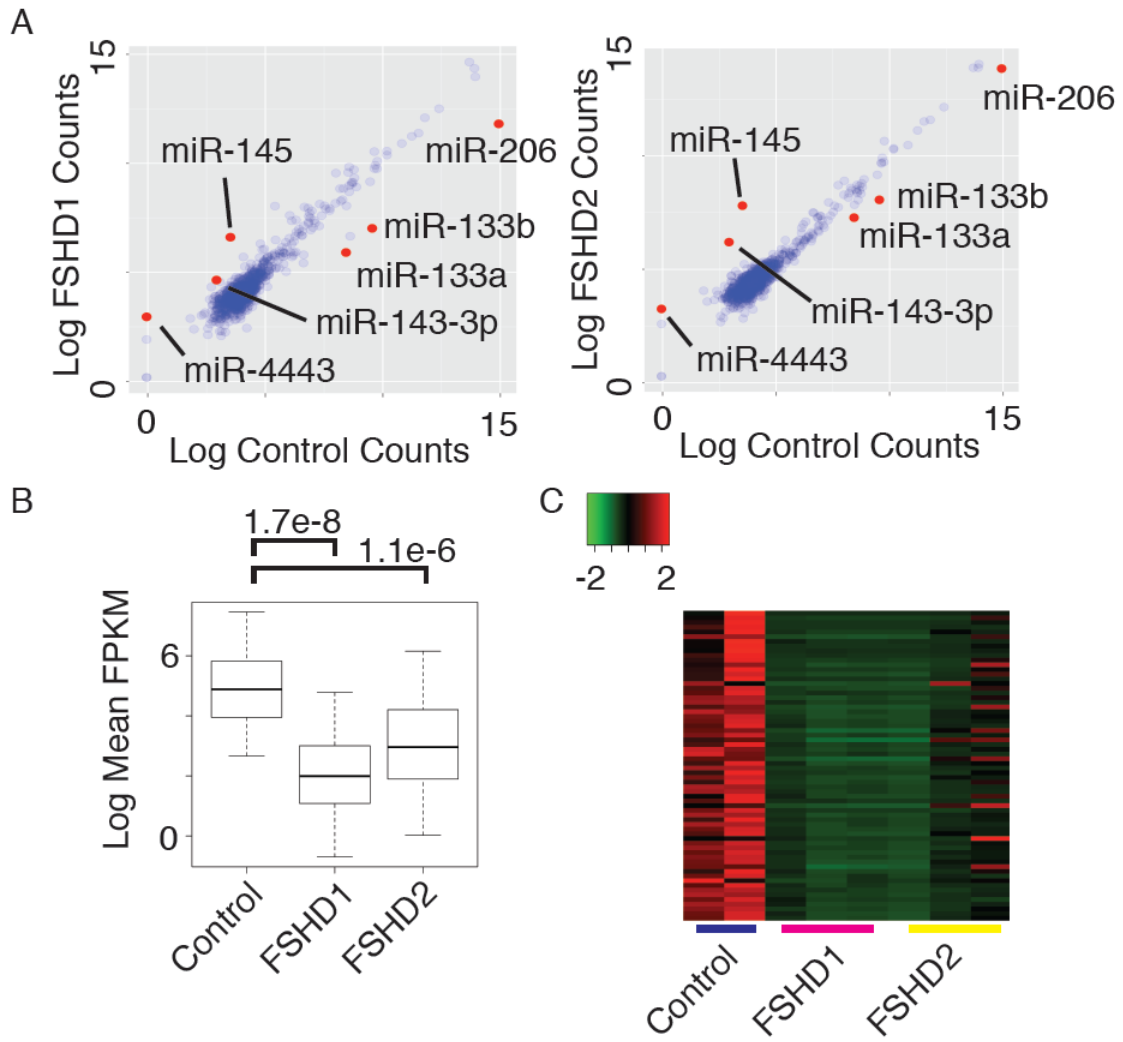 A
15
Log FSHD1 Counts
0
miR-145
miR-206
miR-133b
miR-133a
miR-143-3p
miR-4443
0
15
Log Control Counts
15
Log FSHD2 Counts
0
miR-206
miR-145
miR-133b
miR-133a
miR-143-3p
miR-4443
0
15
Log Control Counts
B
1.7e-8
1.1e-6
Log Mean FPKM
6
0
Control
FSHD1
FSHD2
C
-2
2
Control
FSHD1
FSHD2